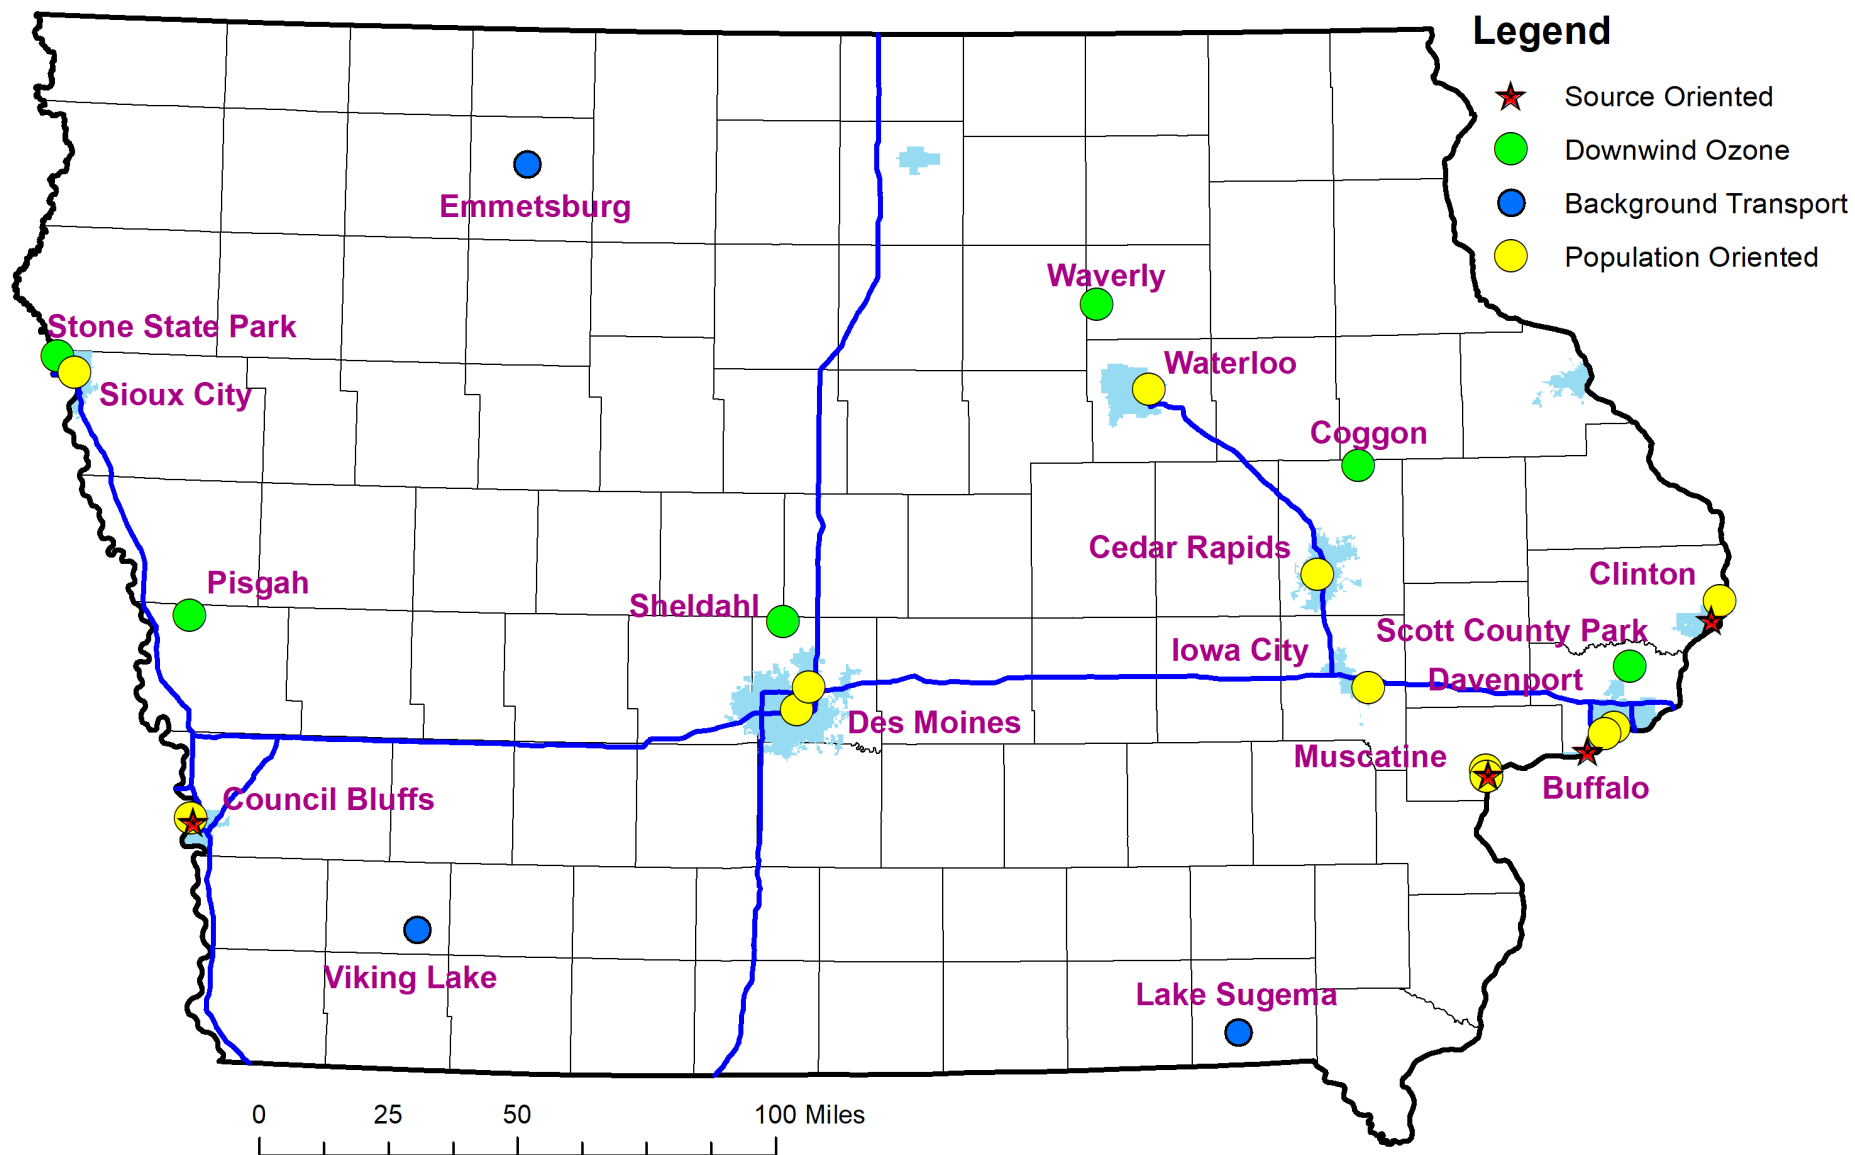 Legend
Source Oriented
Downwind Ozone
Background Transport
Population Oriented
Emmetsburg
Waverly
Stone State Park
Sioux City
Waterloo
Coggon
Cedar Rapids
Pisgah
Sheldahl
Clinton
Scott County Park
Iowa City
Davenport
Des Moines
Muscatine
Buffalo
Council Bluffs
Viking Lake
Lake Sugema
0 25 50 100 Miles